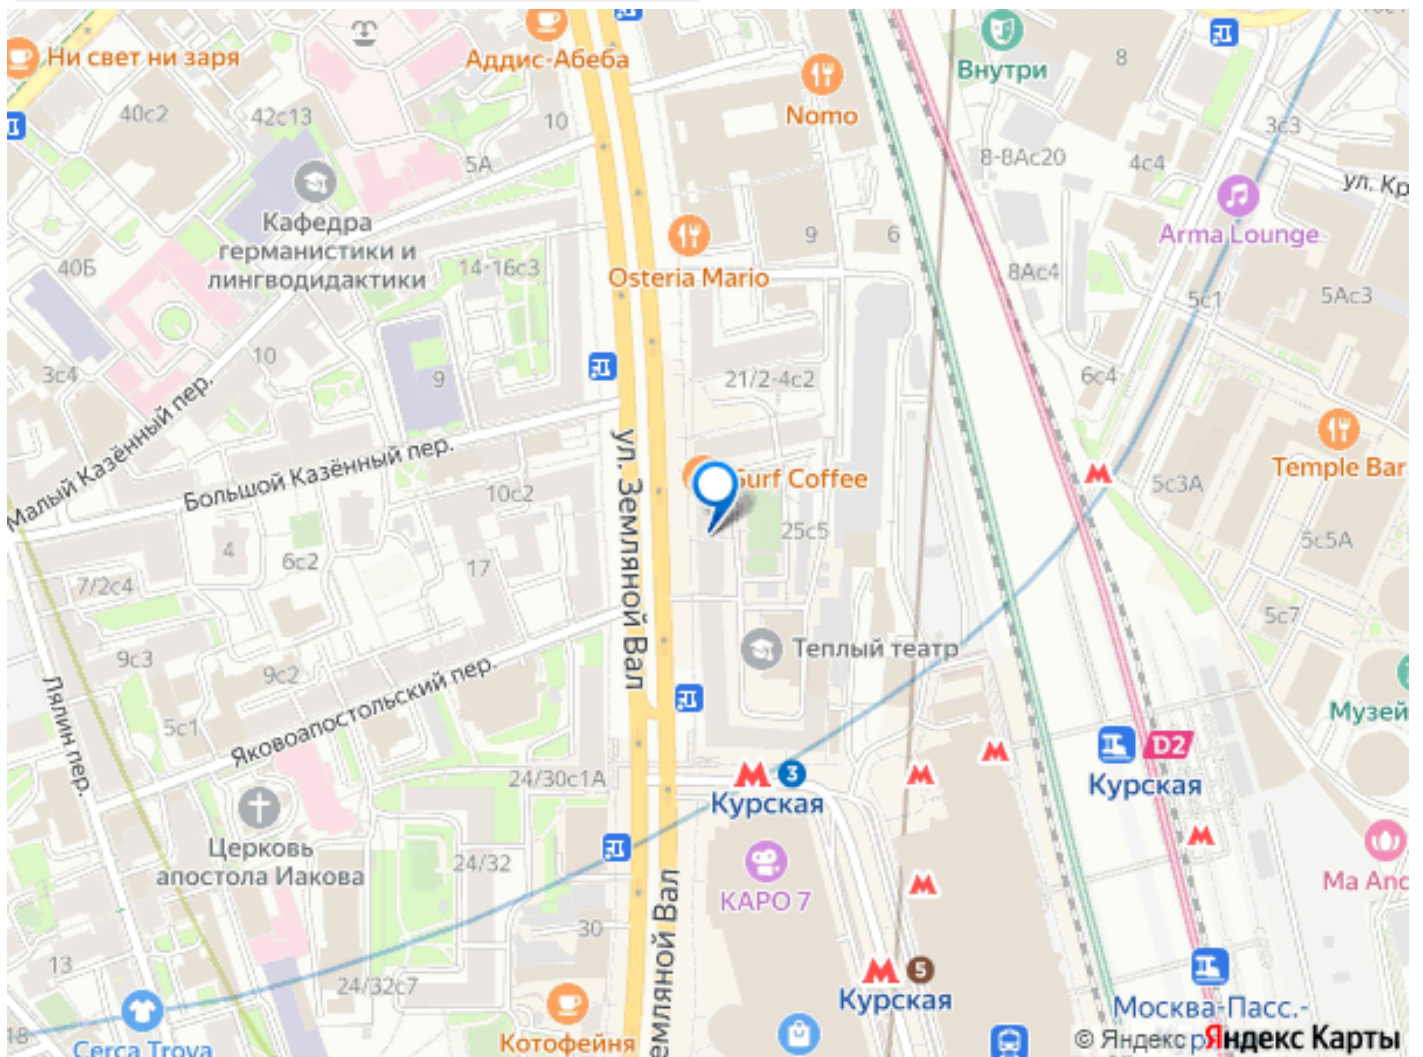 Ни свет ни заря
Аддис-Абеба
Внутри
8
Nomo
40с2
42с13
10
5А
3с3
8-8Ас20
4с4
ул. Кр
Кафедра
германистики и
лингводидактики
Arma Lounge
9
6
40Б
14-16с3
Osteria Mario
8Ас4
5с1
5Ас3
10
3с4
9
21/2-4с2
6с4
Малый Казённый пер.
Большой Казённый пер.
ул. Земляной Вал
Surf Coffee
Temple Bar
10с2
5с3А
4
6с2
25с5
5с5А
7/2с4
17
5с7
9с3
9с2
Теплый театр
Лялин пер.
5с1
Яковоапостольский пер.
Музей
D2
24/30с1А
3
Курская
Курская
Церковь
апостола Иакова
24/32
КАРО 7
Ma
емляной Вал
30
13
5
24/32с7
Курская
Москва-Пасс.-
18
Cerca Trova
Котофейня
© Яндекс
Яндекс Карты